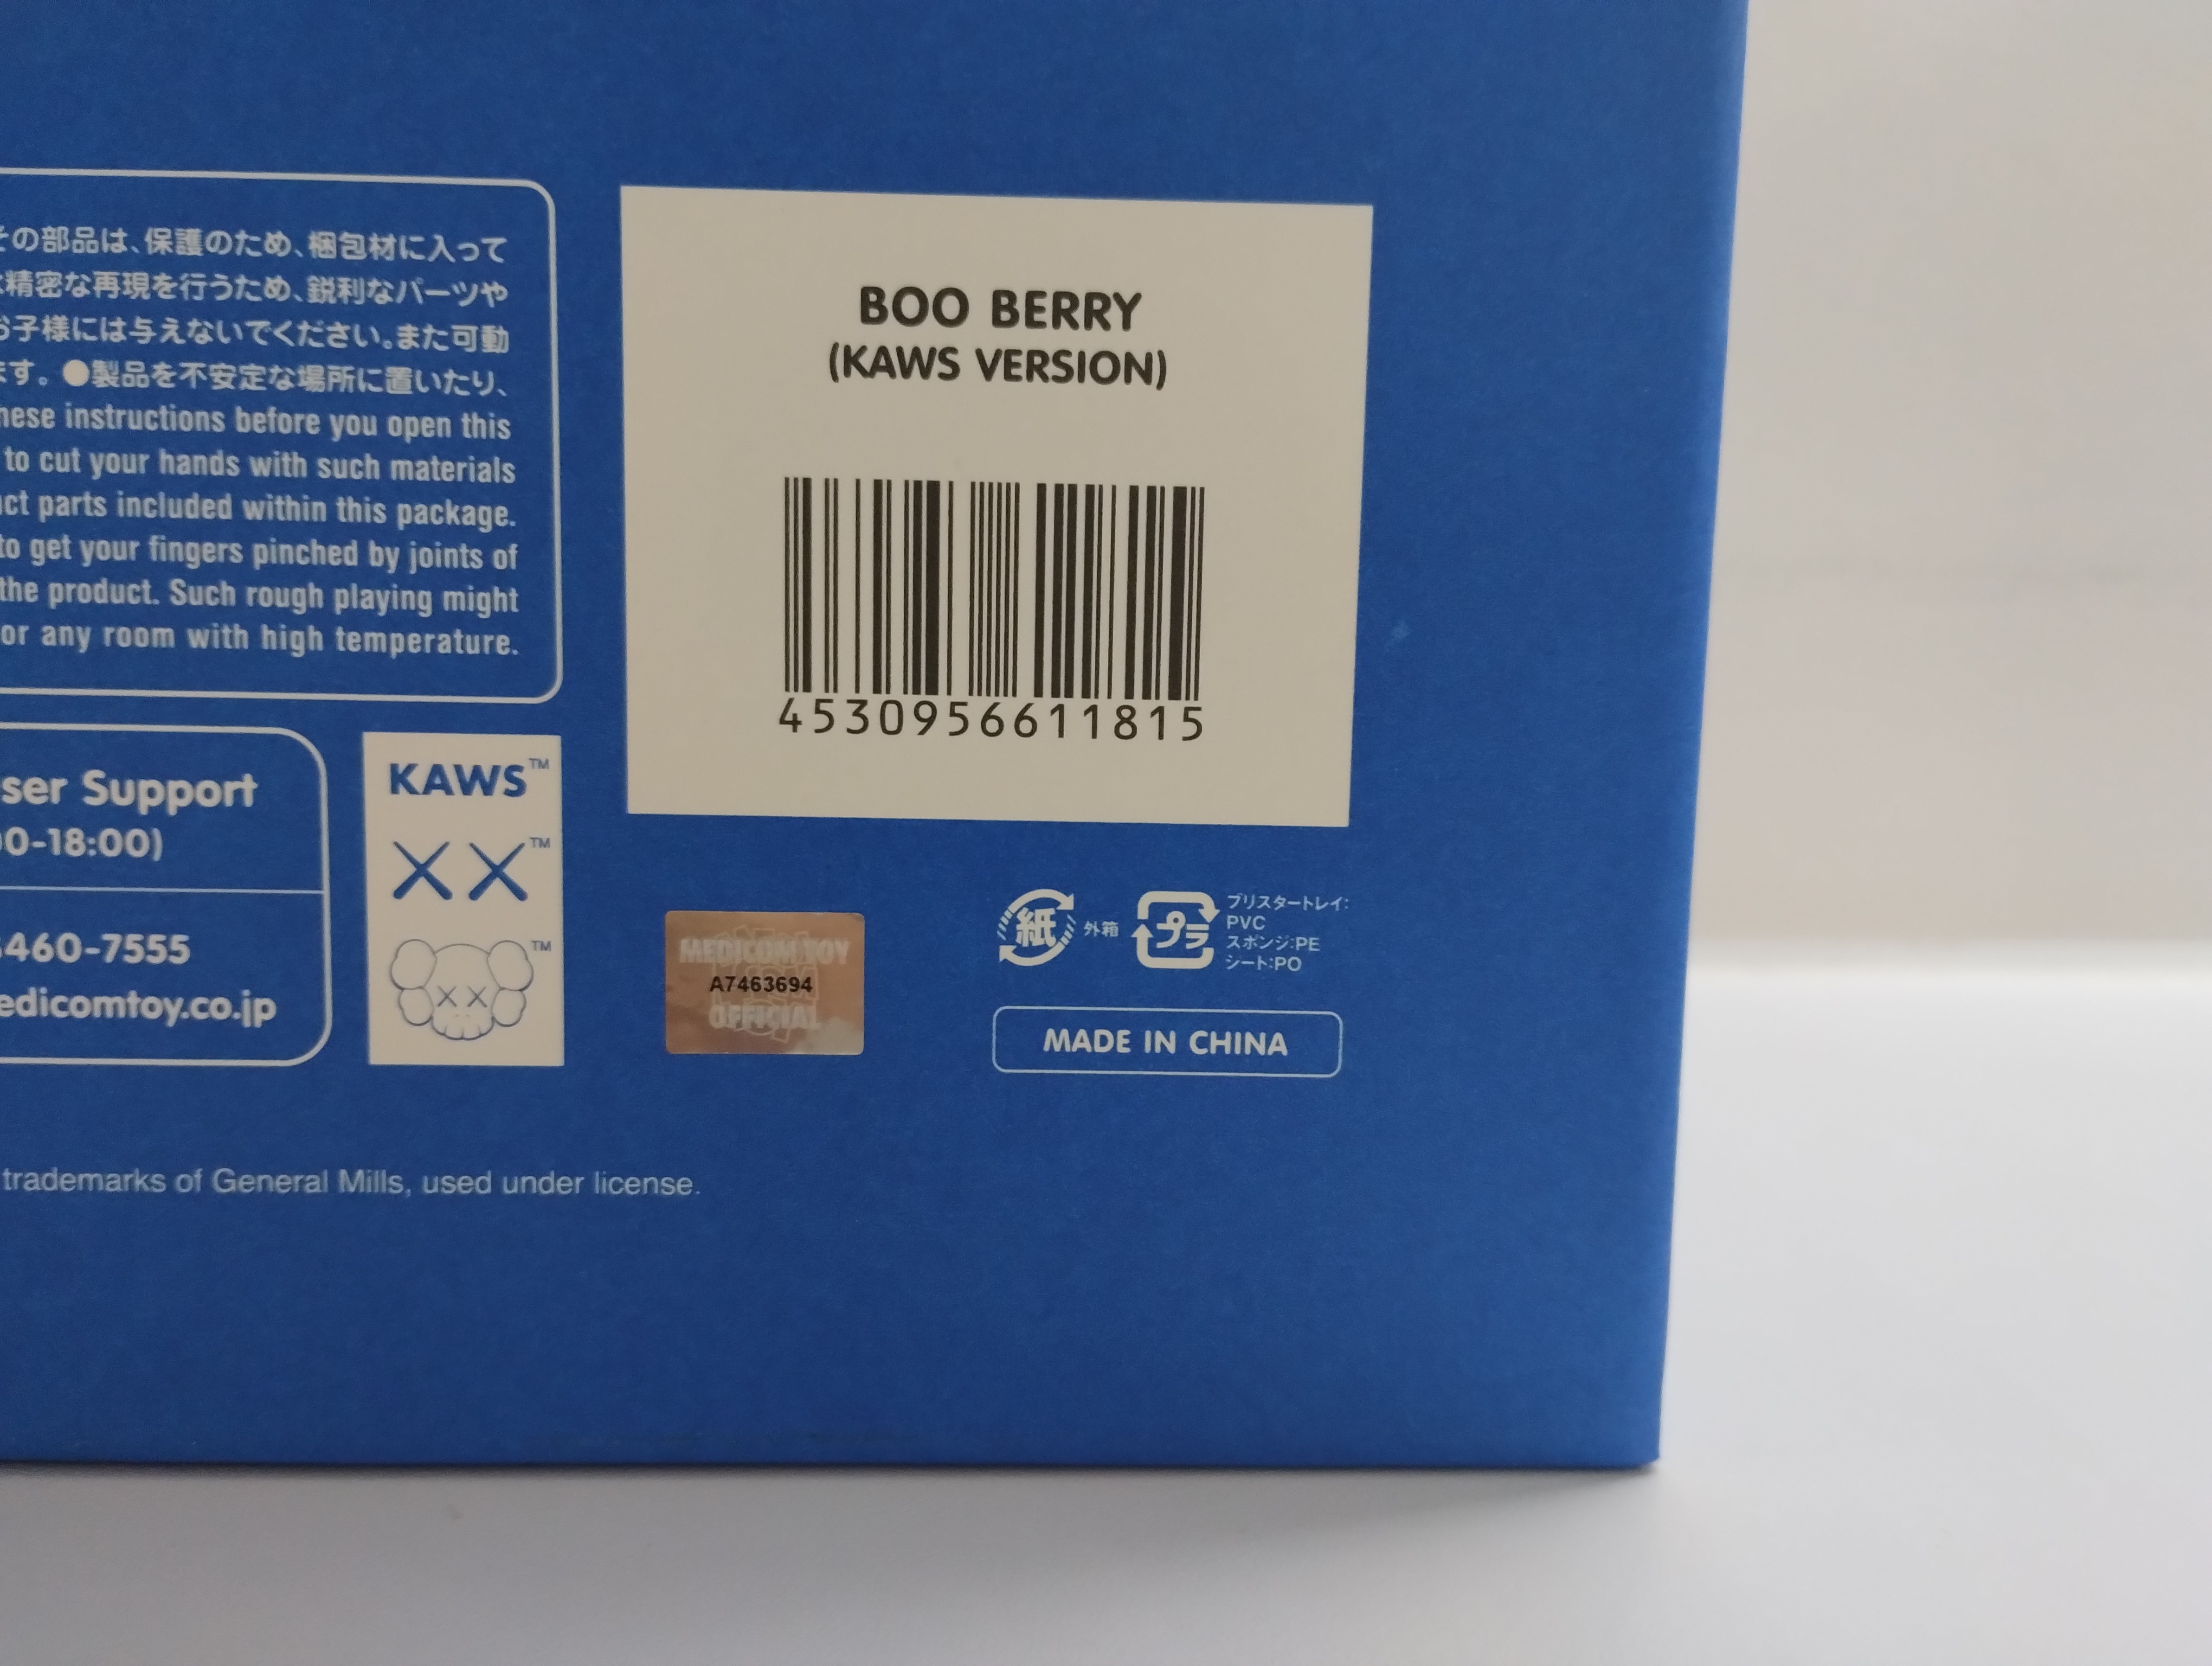 その部品は、保護のため、梱包材に入って
精密な再現を行うため、鋭利なパーツや
お子様には与えないでください。また可動
ます。●製品を不安定な場所に置いたり、
these instructions before you open this
to cut your hands with such materials
parts included within this package.
to get your fingers pinched by joints of
the product. Such rough playing might
or any room with high temperature.
BOO BERRY
(KAWS VERSION)
4530956611815
ser Support
00-18:00)
460-7555
edicomtoy.co.jp
KAWS™
XX™
™
MEDICOM TOY
A7463694
OFFICIAL
紙 外箱
プラ
ブリスタートレイ:
PVC
スポンジ:PE
シート:PO
MADE IN CHINA
trademarks of General Mills, used under license.